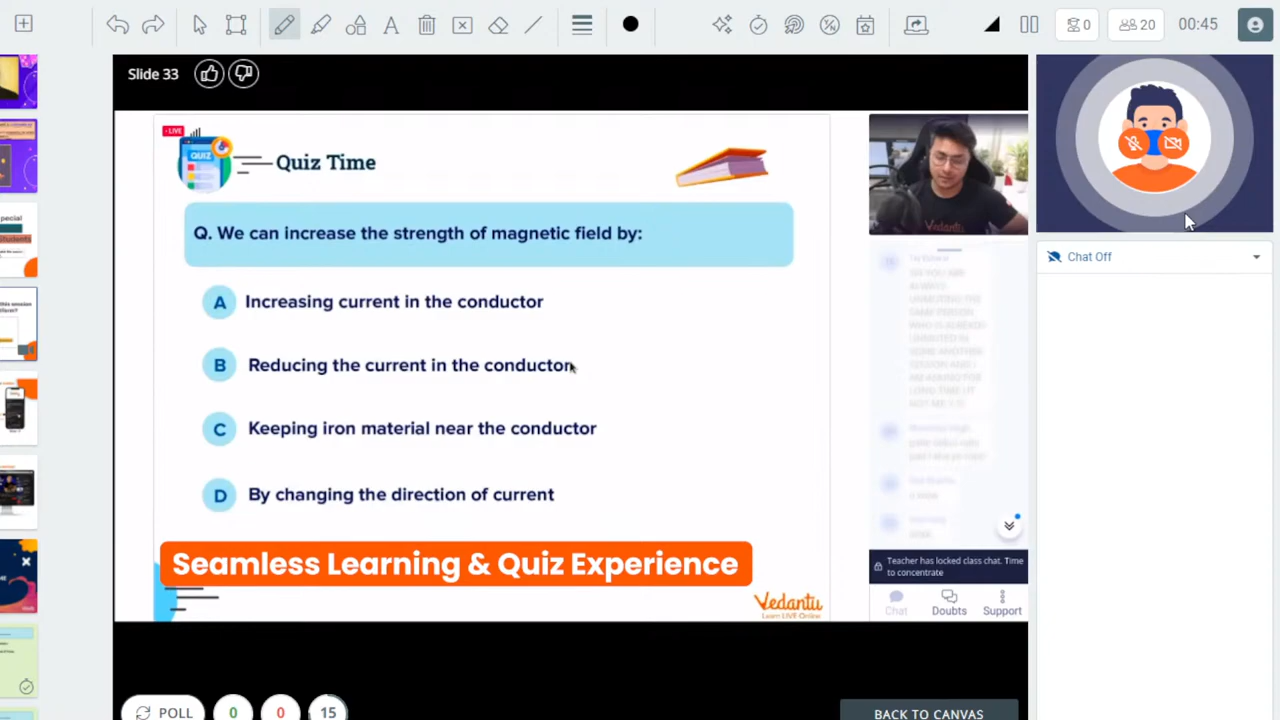 0
20
00:45
Slide 33
LIVE
QUIZ
Quiz Time
Q. We can increase the strength of magnetic field by:
A Increasing current in the conductor
B Reducing the current in the conductor
C Keeping iron material near the conductor
D By changing the direction of current
Seamless Learning & Quiz Experience
Vedantu
Learn LIVE Online
Vedantu
Teacher has locked class chat. Time
to concentrate
Chat
Doubts
Support
Chat Off
POLL
0
0
15
BACK TO CANVAS